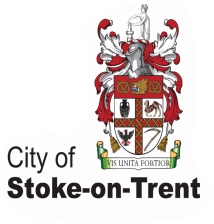 VIS UNITA FORTIOR
City of
Stoke-on-Trent